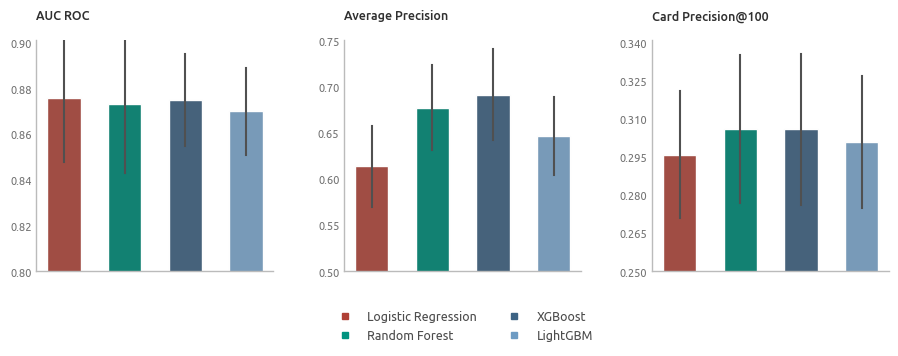 AUC ROC
0.90
0.88
0.86
0.84
0.82
0.80
Average Precision
0.75
0.70
0.65
0.60
0.55
0.50
Card Precision@100
0.340
0.325
0.310
0.295
0.280
0.265
0.250
Logistic Regression
Random Forest
XGBoost
LightGBM